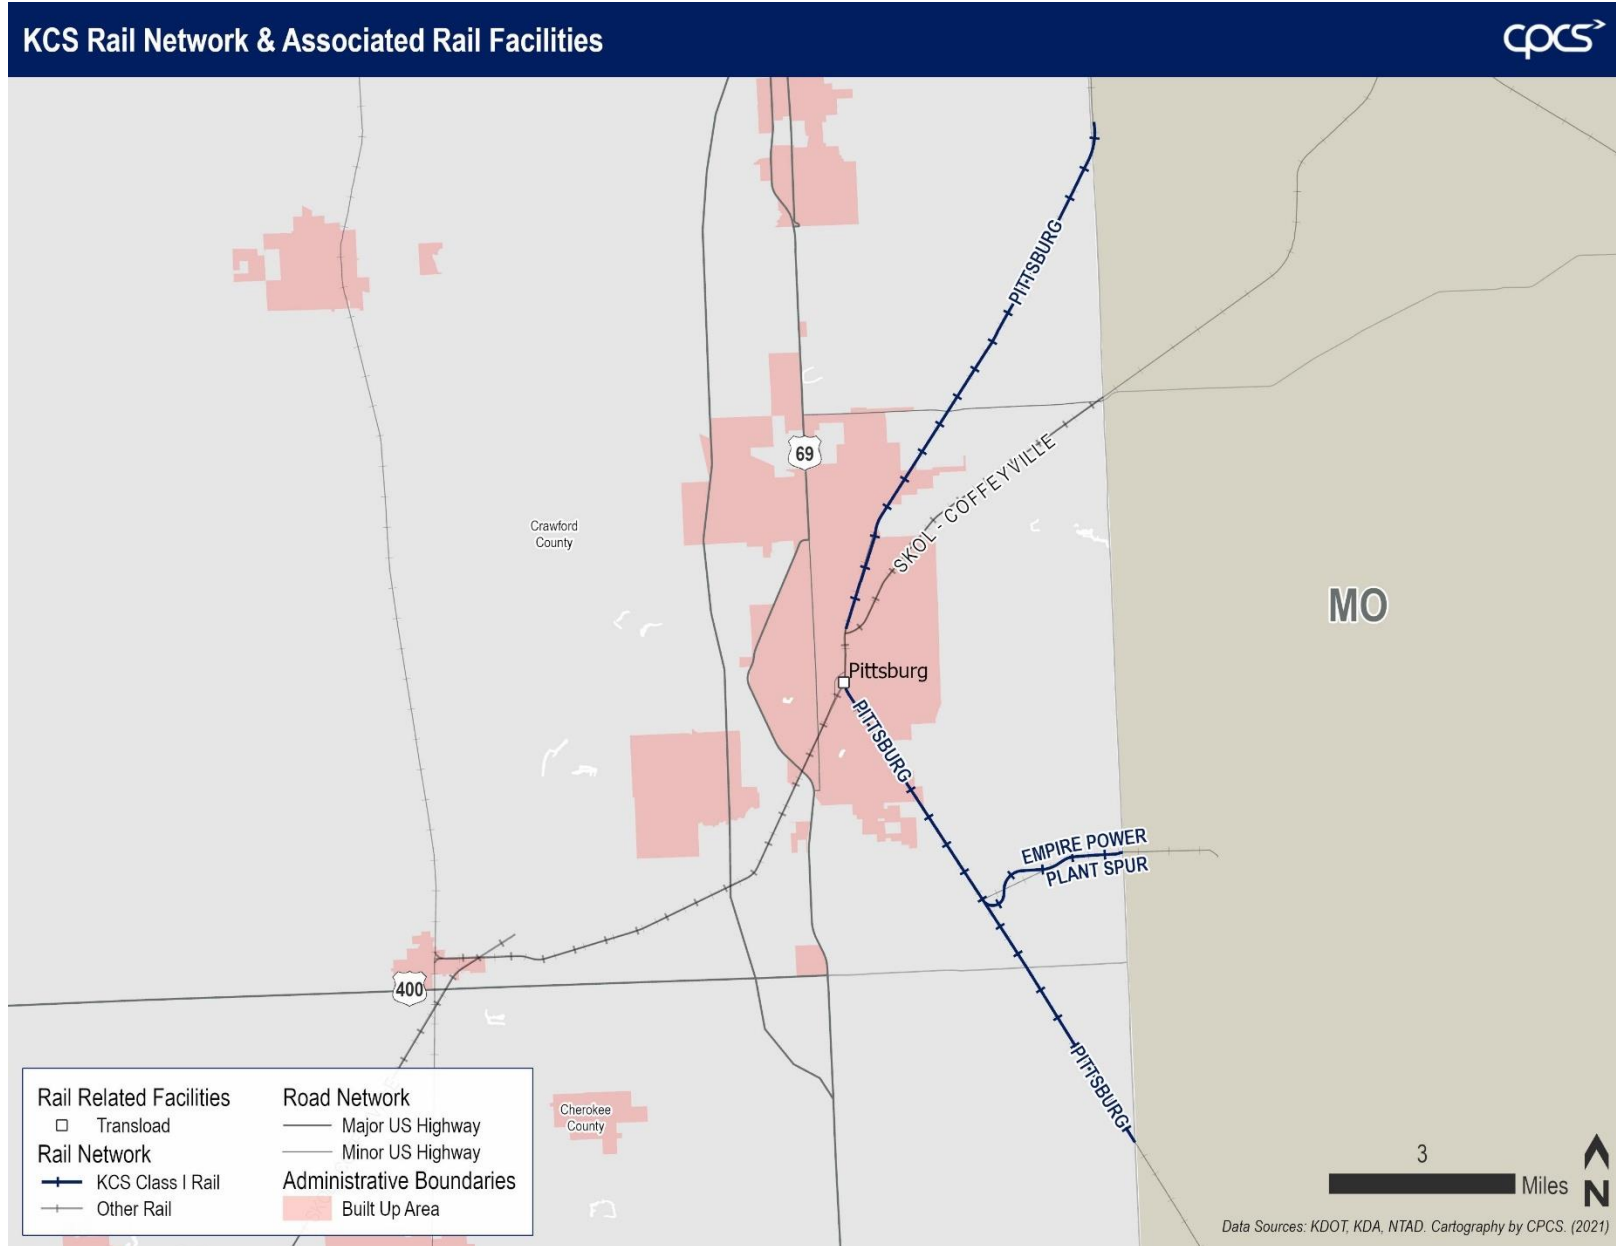 KCS Rail Network & Associated Rail Facilities
cpcs
PITTSBURG
69
SKOL - COFFEYVILLE
Crawford
County
MO
Pittsburg
PITTSBURG
EMPIRE POWER
PLANT SPUR
400
PITTSBURG
Cherokee
County
Rail Related Facilities
Transload
Rail Network
KCS Class I Rail
Other Rail
Road Network
Major US Highway
Minor US Highway
Administrative Boundaries
Built Up Area
3
Miles
N
Data Sources: KDOT, KDA, NTAD. Cartography by CPCS. (2021)